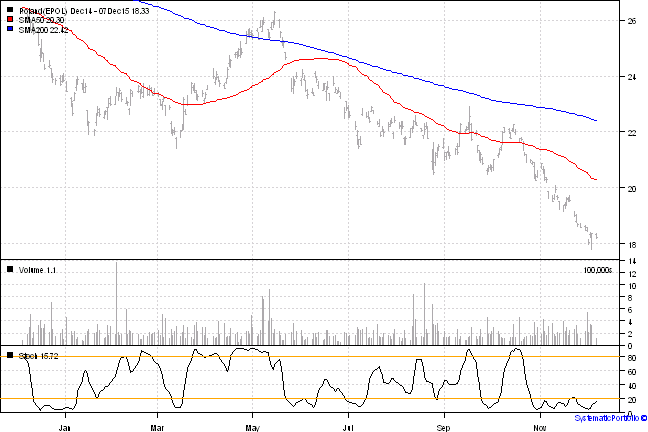 Poland(EPOL) Dec14 - 07Dec15 18.33
SMA50 20.30
SMA200 22.42
26
24
22
20
18
Volume 1.1
100,000s
14
12
10
8
6
4
2
0
Stoch 15.72
80
60
40
20
0
Jan Mar May Jul Sep Nov
SystematicPortfolio ©